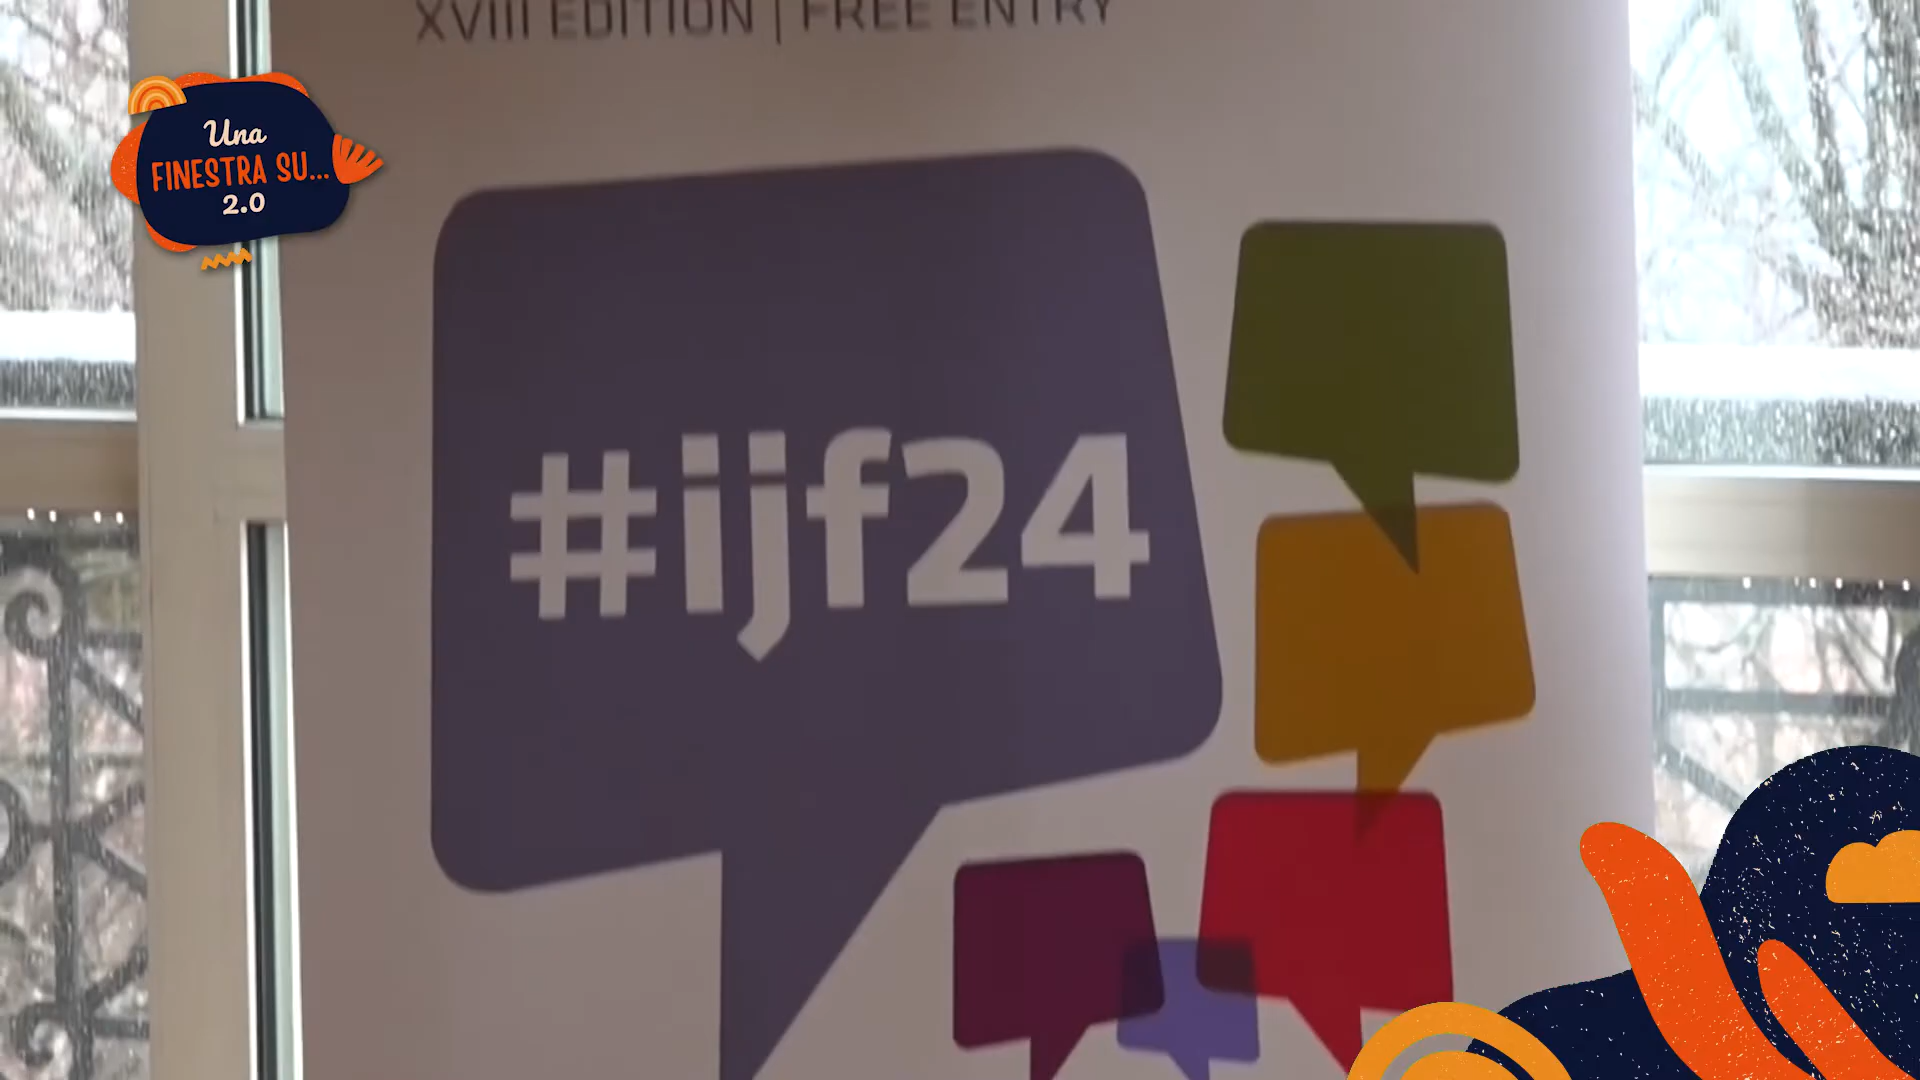 XVIII EDITION | FREE ENTRY
Una
FINESTRA SU...
2.0
#ijf24